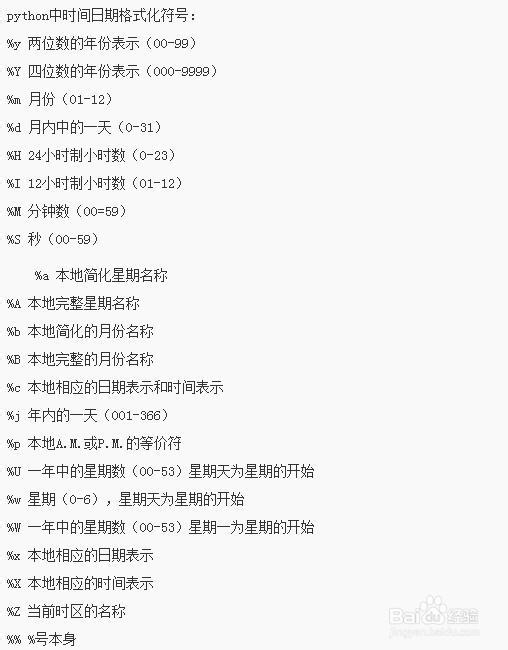 python中时间日期格式化符号：
%y 两位数的年份表示（00-99）
%Y 四位数的年份表示（000-9999）
%m 月份（01-12）
%d 月内中的一天（0-31）
%H 24小时制小时数（0-23）
%I 12小时制小时数（01-12）
%M 分钟数（00=59）
%S 秒（00-59）
%a 本地简化星期名称
%A 本地完整星期名称
%b 本地简化的月份名称
%B 本地完整的月份名称
%c 本地相应的日期表示和时间表示
%j 年内的一天（001-366）
%p 本地A.M.或P.M.的等价符
%U 一年中的星期数（00-53）星期天为星期的开始
%w 星期（0-6），星期天为星期的开始
%W 一年中的星期数（00-53）星期一为星期的开始
%x 本地相应的日期表示
%X 本地相应的时间表示
%Z 当前时区的名称
%% %号本身
Baidu经验
jingyan.baidu.com